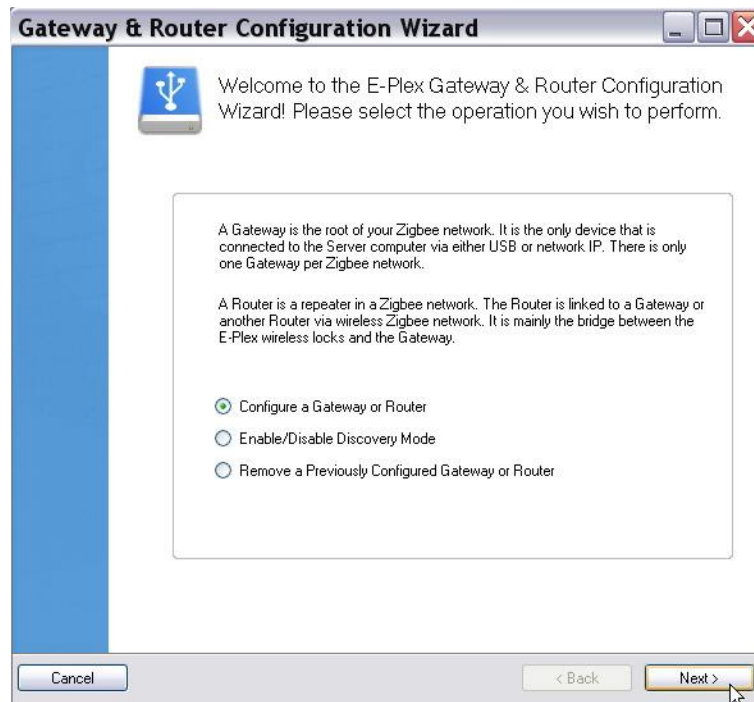 Gateway & Router Configuration Wizard
Welcome to the E-Plex Gateway & Router Configuration
Wizard! Please select the operation you wish to perform.
A Gateway is the root of your Zigbee network. It is the only device that is
connected to the Server computer via either USB or network IP. There is only
one Gateway per Zigbee network.
A Router is a repeater in a Zigbee network. The Router is linked to a Gateway or
another Router via wireless Zigbee network. It is mainly the bridge between the
E-Plex wireless locks and the Gateway.
Configure a Gateway or Router
Enable/Disable Discovery Mode
Remove a Previously Configured Gateway or Router
Cancel
< Back
Next >